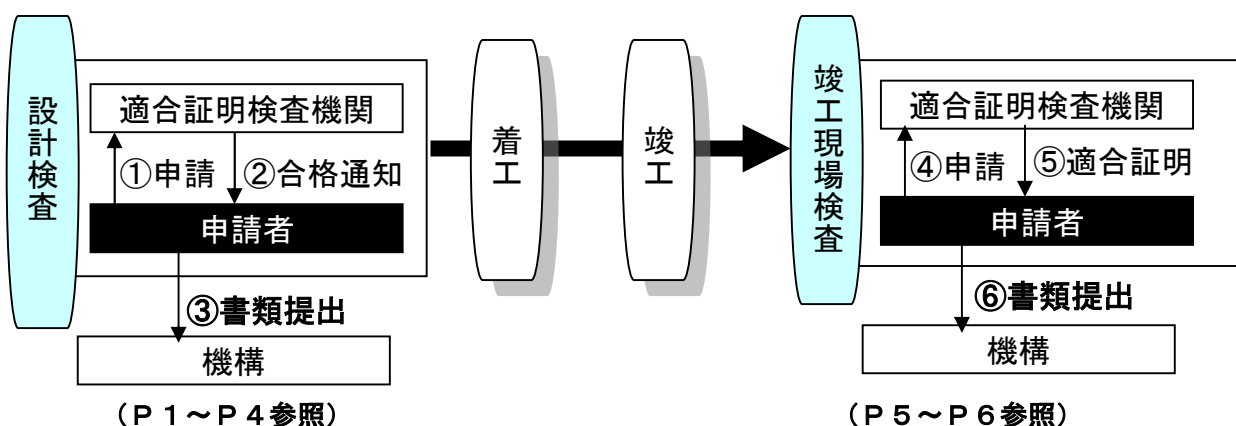 設計検査
適合証明検査機関
①申請
②合格通知
申請者
③書類提出
機構
（Ｐ１～Ｐ４参照）
着工
竣工
竣工現場検査
適合証明検査機関
④申請
⑤適合証明
申請者
⑥書類提出
機構
（Ｐ５～Ｐ６参照）